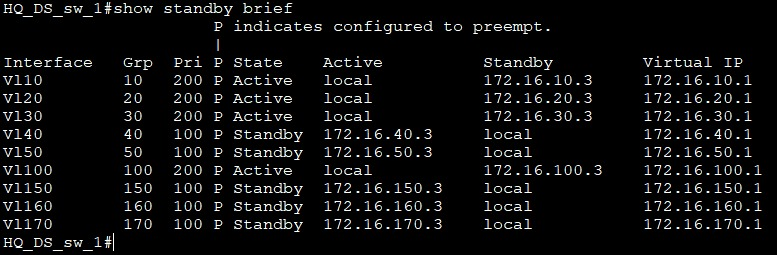 HQ_DS_sw_1#show standby brief
                     P indicates configured to preempt.
                     |
Interface   Grp  Pri P State   Active          Standby         Virtual IP
Vl10        10   200 P Active  local           172.16.10.3     172.16.10.1
Vl20        20   200 P Active  local           172.16.20.3     172.16.20.1
Vl30        30   200 P Active  local           172.16.30.3     172.16.30.1
Vl40        40   100 P Standby 172.16.40.3     local           172.16.40.1
Vl50        50   100 P Standby 172.16.50.3     local           172.16.50.1
Vl100       100  200 P Active  local           172.16.100.3    172.16.100.1
Vl150       150  100 P Standby 172.16.150.3    local           172.16.150.1
Vl160       160  100 P Standby 172.16.160.3    local           172.16.160.1
Vl170       170  100 P Standby 172.16.170.3    local           172.16.170.1
HQ_DS_sw_1#